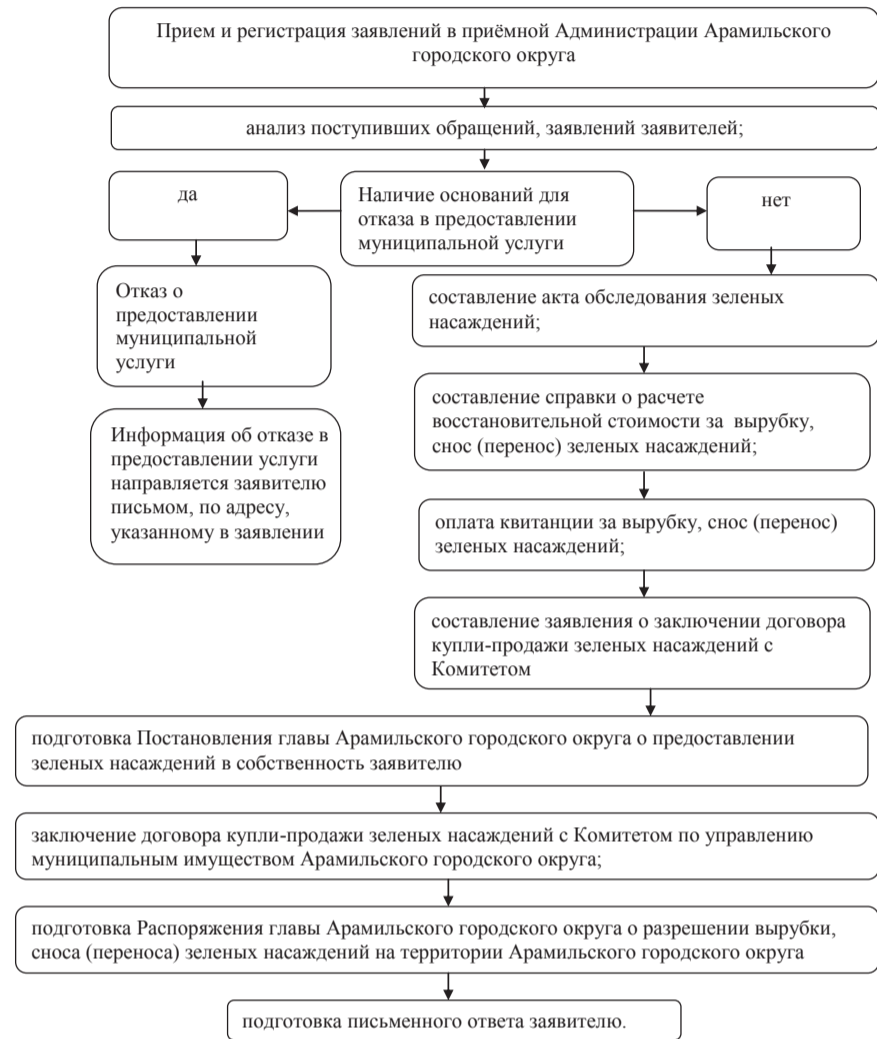 Прием и регистрация заявлений в приёмной Администрации Арамильского
городского округа
анализ поступивших обращений, заявлений заявителей;
да
Наличие оснований для
отказа в предоставлении
муниципальной услуги
нет
Отказ о
предоставлении
муниципальной
услуги
Информация об отказе в
предоставлении услуги
направляется заявителю
письмом, по адресу,
указанному в заявлении
составление акта обследования зеленых
насаждений;
составление справки о расчете
восстановительной стоимости за вырубку,
снос (перенос) зеленых насаждений;
оплата квитанции за вырубку, снос (перенос)
зеленых насаждений;
составление заявления о заключении договора
купли-продажи зеленых насаждений с
Комитетом
подготовка Постановления главы Арамильского городского округа о предоставлении
зеленых насаждений в собственность заявителю
заключение договора купли-продажи зеленых насаждений с Комитетом по управлению
муниципальным имуществом Арамильского городского округа;
подготовка Распоряжения главы Арамильского городского округа о разрешении вырубки,
сноса (переноса) зеленых насаждений на территории Арамильского городского округа
подготовка письменного ответа заявителю.